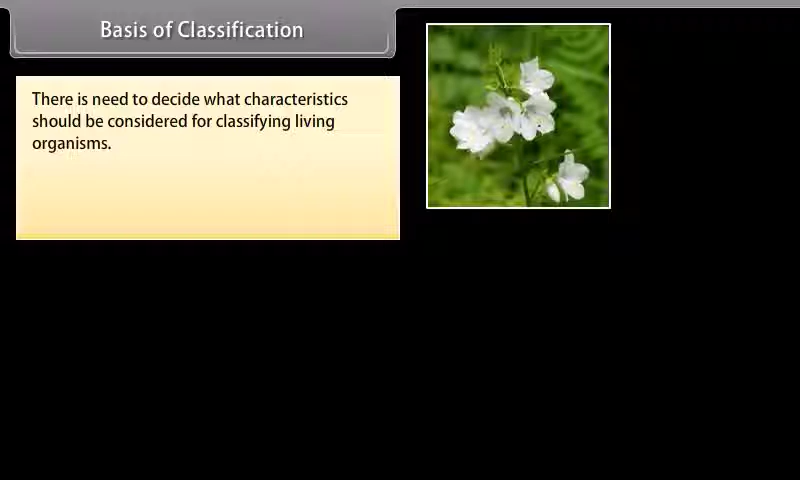 Basis of Classification
There is need to decide what characteristics
should be considered for classifying living
organisms.